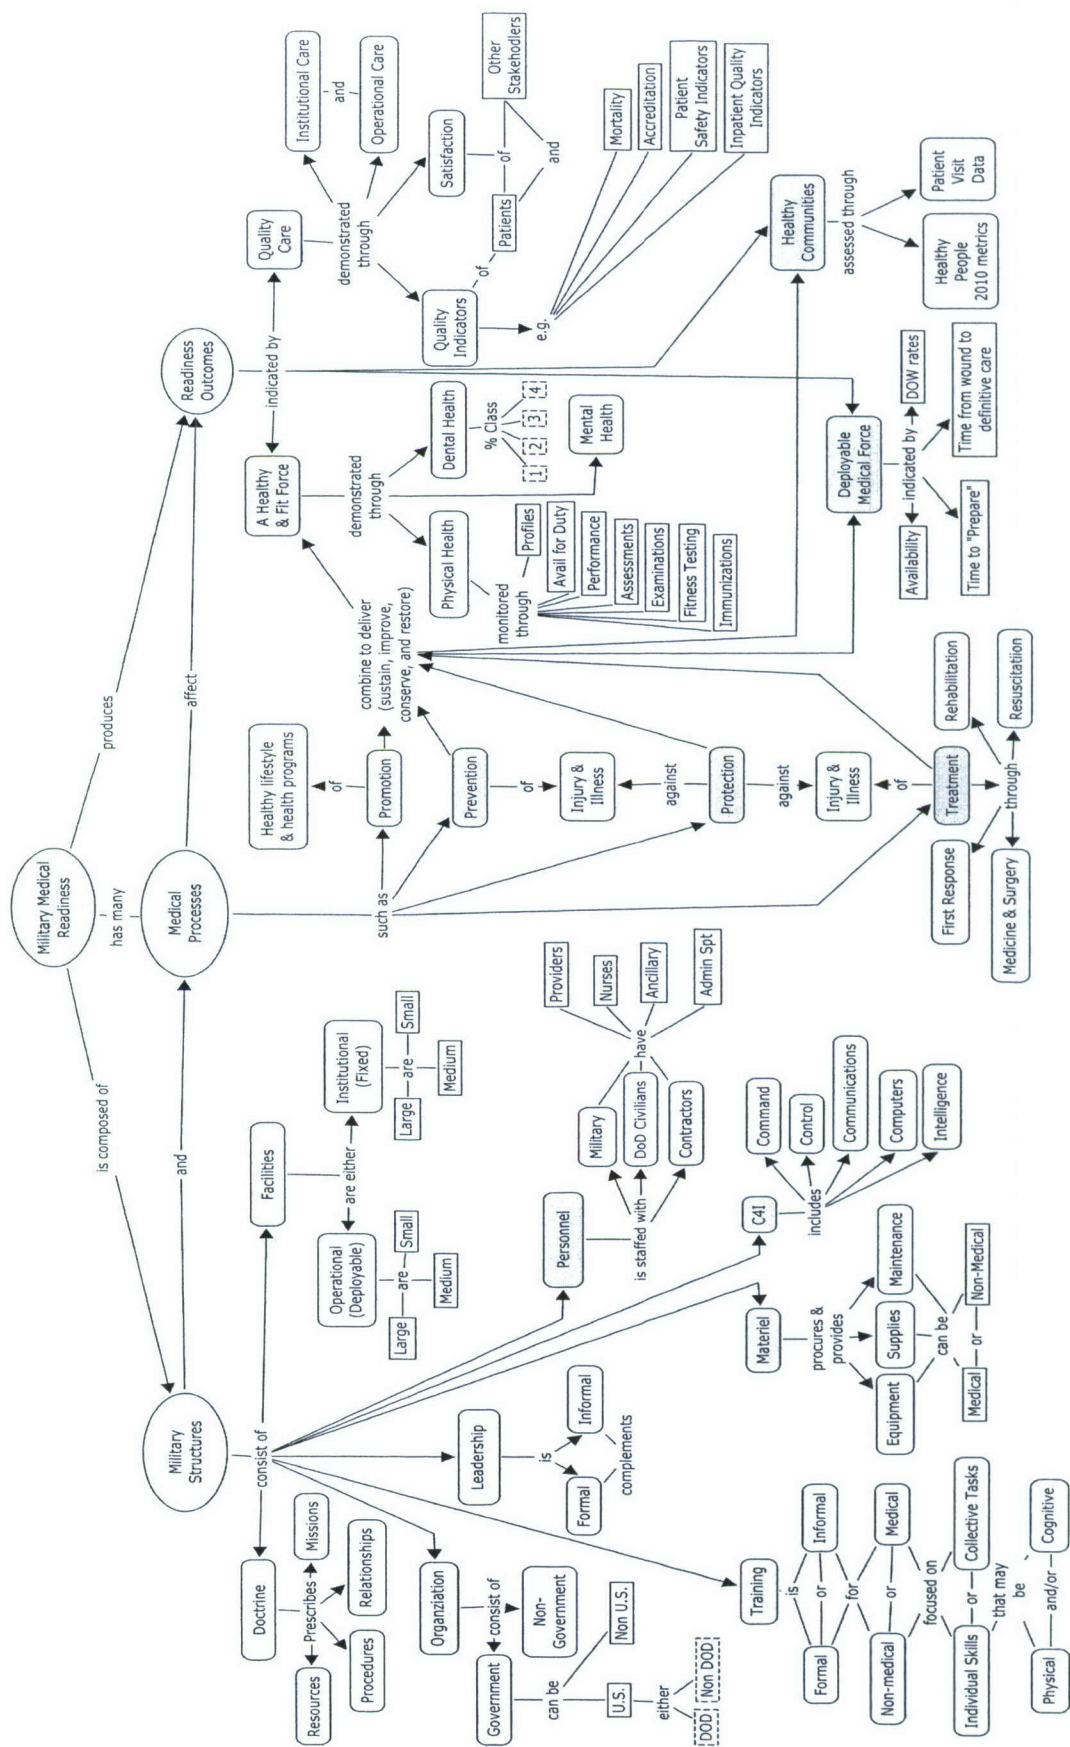 Military Medical
Readiness
is composed of
has many
produces
Military
Structures
and
Medical
Processes
affect
Readiness
Outcomes
consist of
Doctrine
Prescribes
Resources
Missions
Procedures
Relationships
Facilities
are either
Operational
(Deployable)
are
Large
Small
Medium
Institutional
(Fixed)
are
Large
Small
Medium
Organziation
consist of
Government
Non-
Government
can be
U.S.
Non U.S.
either
DOD
Non DOD
Leadership
is
Formal
Informal
complements
Personnel
is staffed with
Military
DoD Civilians
Contractors
have
Providers
Nurses
Ancillary
Admin Spt
Training
is
Formal
or
Informal
for
Non-medical
or
Medical
focused on
Individual Skills
or
Collective Tasks
that may
be
Physical
and/or
Cognitive
Materiel
procures &
provides
Equipment
Supplies
Maintenance
can be
Medical
or
Non-Medical
C4I
includes
Command
Control
Communications
Computers
Intelligence
such as
Promotion
of
Healthy lifestyle
& health programs
Prevention
of
Injury &
Illness
against
Protection
against
Injury &
Illness
of
Treatment
through
First Response
Rehabilitation
Medicine & Surgery
Resuscitation
combine to deliver
(sustain, improve,
conserve, and restore)
A Healthy
& Fit Force
indicated by
Quality
Care
demonstrated
through
Physical Health
Dental Health
Mental
Health
% Class
1
2
3
4
monitored
through
Profiles
Avail for Duty
Performance
Assessments
Examinations
Fitness Testing
Immunizations
demonstrated
through
Institutional Care
and
Operational Care
Satisfaction
of
Quality
Indicators
of
Patients
and
Other
Stakehodlers
e.g.
Mortality
Accreditation
Patient
Safety Indicators
Inpatient Quality
Indicators
Healthy
Communities
assessed through
Healthy
People
2010 metrics
Patient
Visit
Data
Deployable
Medical Force
indicated by
Availability
DOW rates
Time to "Prepare"
Time from wound to
definitive care